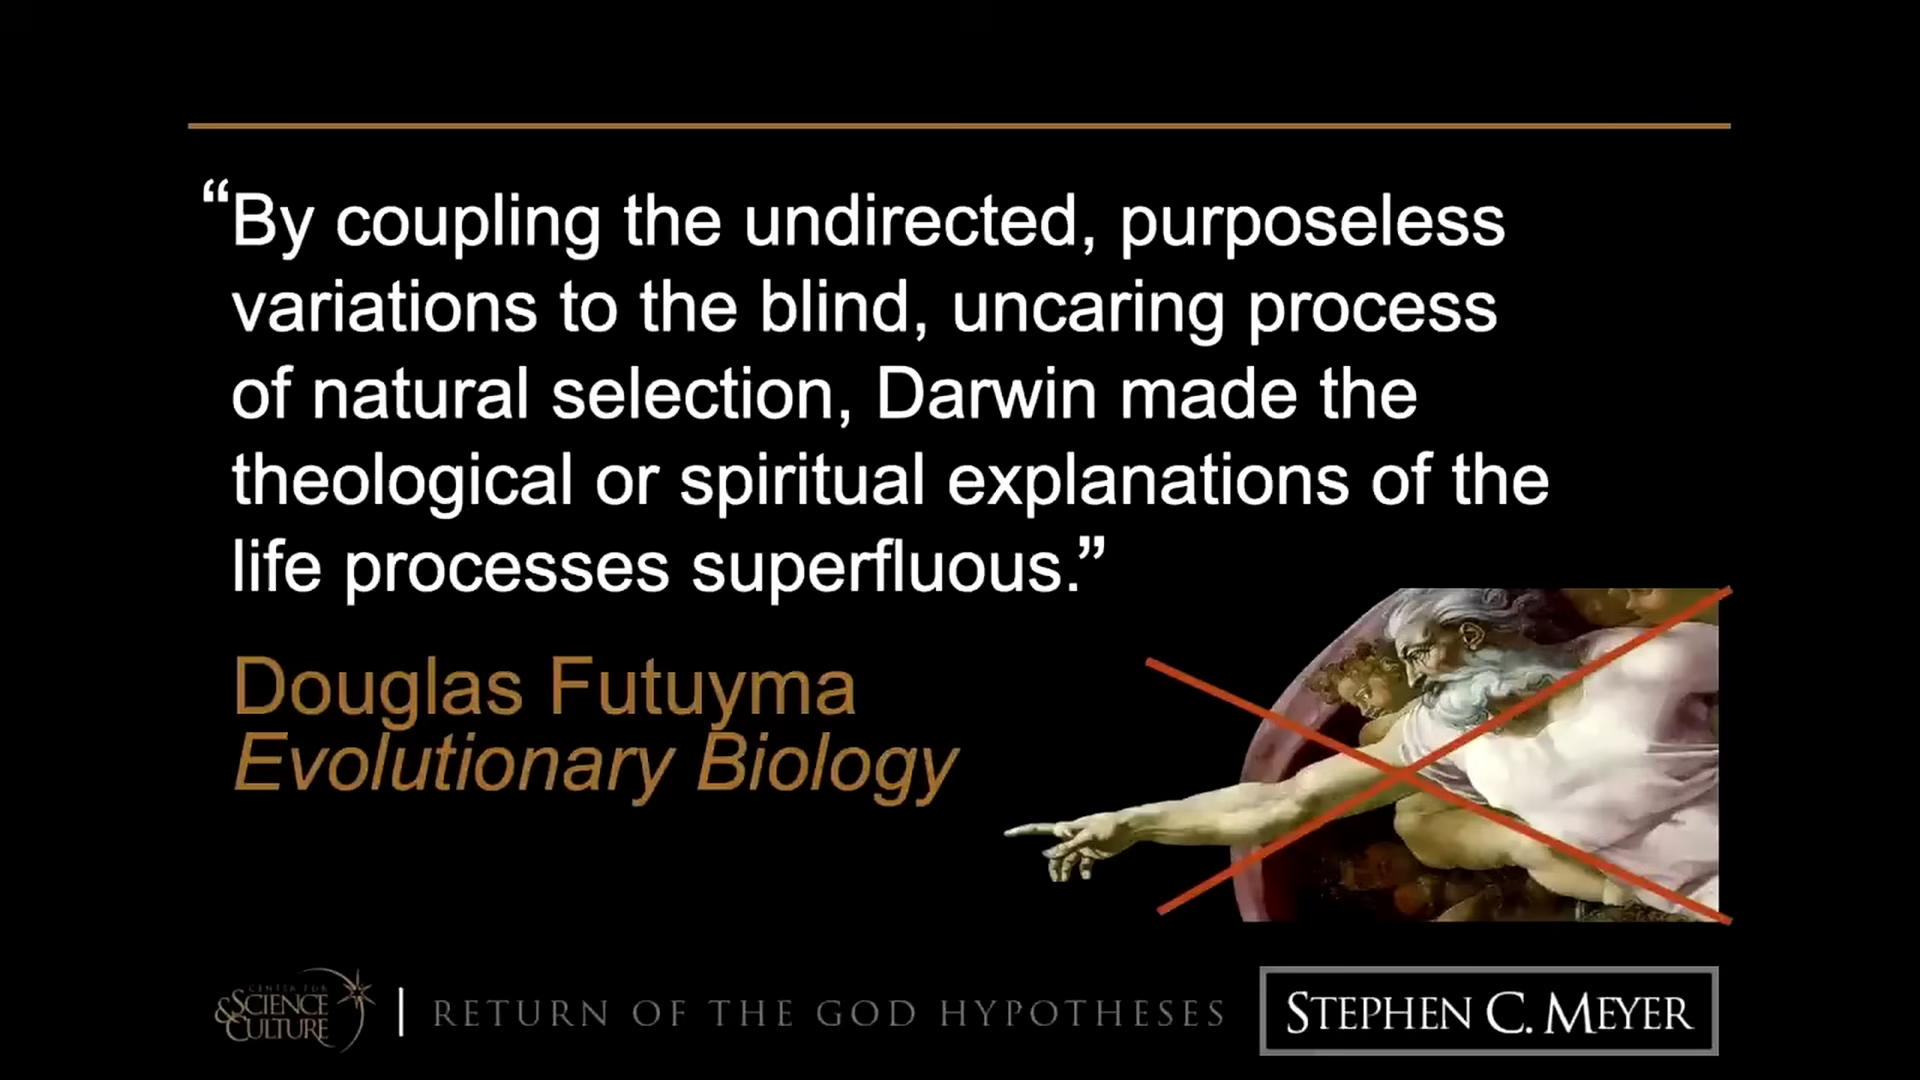 “By coupling the undirected, purposeless
variations to the blind, uncaring process
of natural selection, Darwin made the
theological or spiritual explanations of the
life processes superfluous.”
Douglas Futuyma
Evolutionary Biology
CENTER FOR
&SCIENCE
CULTURE
RETURN OF THE GOD HYPOTHESES
STEPHEN C. MEYER